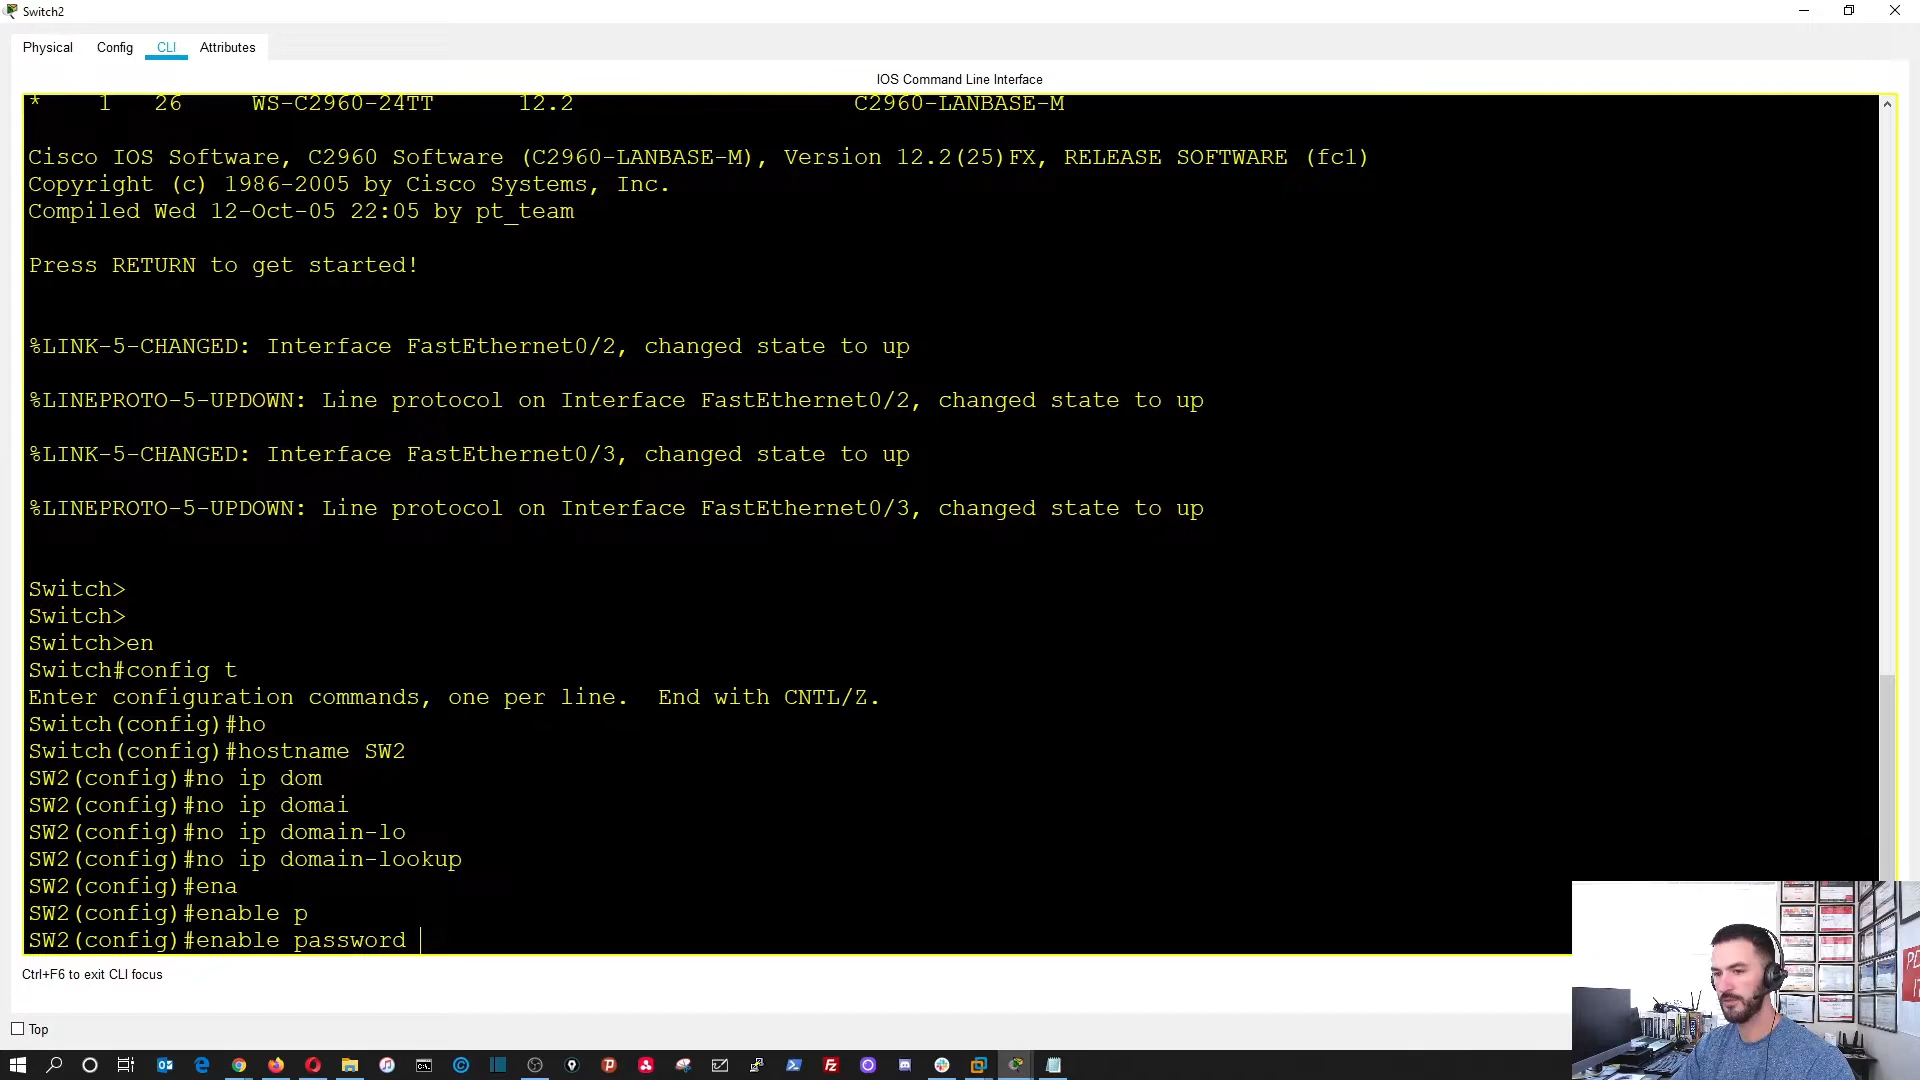 Switch2
Physical Config CLI Attributes
IOS Command Line Interface
* 1 26 WS-C2960-24TT 12.2 C2960-LANBASE-M
Cisco IOS Software, C2960 Software (C2960-LANBASE-M), Version 12.2(25)FX, RELEASE SOFTWARE (fc1)
Copyright (c) 1986-2005 by Cisco Systems, Inc.
Compiled Wed 12-Oct-05 22:05 by pt_team
Press RETURN to get started!
%LINK-5-CHANGED: Interface FastEthernet0/2, changed state to up
%LINEPROTO-5-UPDOWN: Line protocol on Interface FastEthernet0/2, changed state to up
%LINK-5-CHANGED: Interface FastEthernet0/3, changed state to up
%LINEPROTO-5-UPDOWN: Line protocol on Interface FastEthernet0/3, changed state to up
Switch>
Switch>
Switch>en
Switch#config t
Enter configuration commands, one per line.  End with CNTL/Z.
Switch(config)#ho
Switch(config)#hostname SW2
SW2(config)#no ip dom
SW2(config)#no ip domai
SW2(config)#no ip domain-lo
SW2(config)#no ip domain-lookup
SW2(config)#ena
SW2(config)#enable p
SW2(config)#enable password
Ctrl+F6 to exit CLI focus
Top